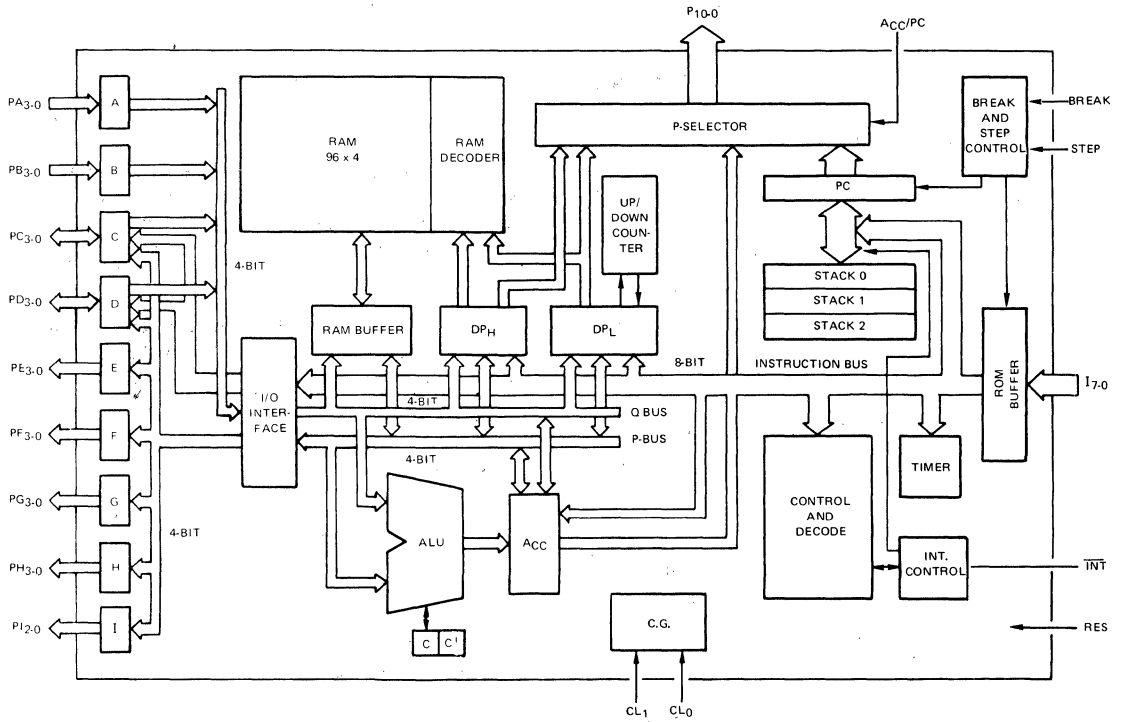 P10-0
ACC/PC
PA3-0
A
RAM
96 x 4
RAM
DECODER
P-SELECTOR
BREAK
AND
STEP
CONTROL
BREAK
STEP
PB3-0
B
PC
UP/
DOWN
COUN-
TER
PC3-0
C
4-BIT
STACK 0
STACK 1
STACK 2
PD3-0
D
RAM BUFFER
DPH
DPL
PE3-0
E
8-BIT
INSTRUCTION BUS
ROM
BUFFER
I7-0
I/O
INTER-
FACE
4-BIT
Q BUS
P-BUS
4-BIT
PF3-0
F
TIMER
PG3-0
G
CONTROL
AND
DECODE
4-BIT
ALU
ACC
PH3-0
H
INT.
CONTROL
INT
PI2-0
I
C
C'
C.G.
RES
CL1
CL0